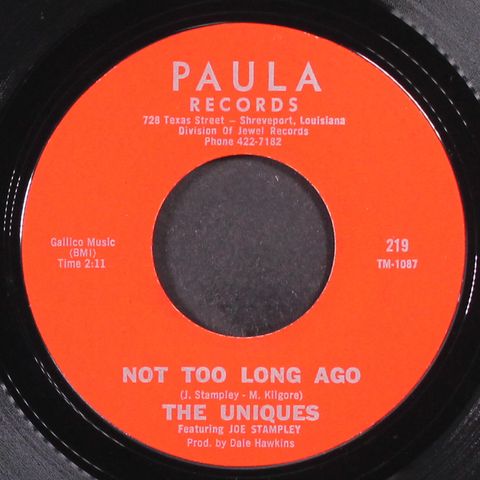 PAULA
RECORDS
728 Texas Street — Shreveport, Louisiana
Division Of Jewel Records
Phone 422-7182
Gallico Music
(BMI)
Time 2:11
219
TM-1087
NOT TOO LONG AGO
(J. Stampley - M. Kilgore)
THE UNIQUES
Featuring JOE STAMPLEY
Prod. by Dale Hawkins